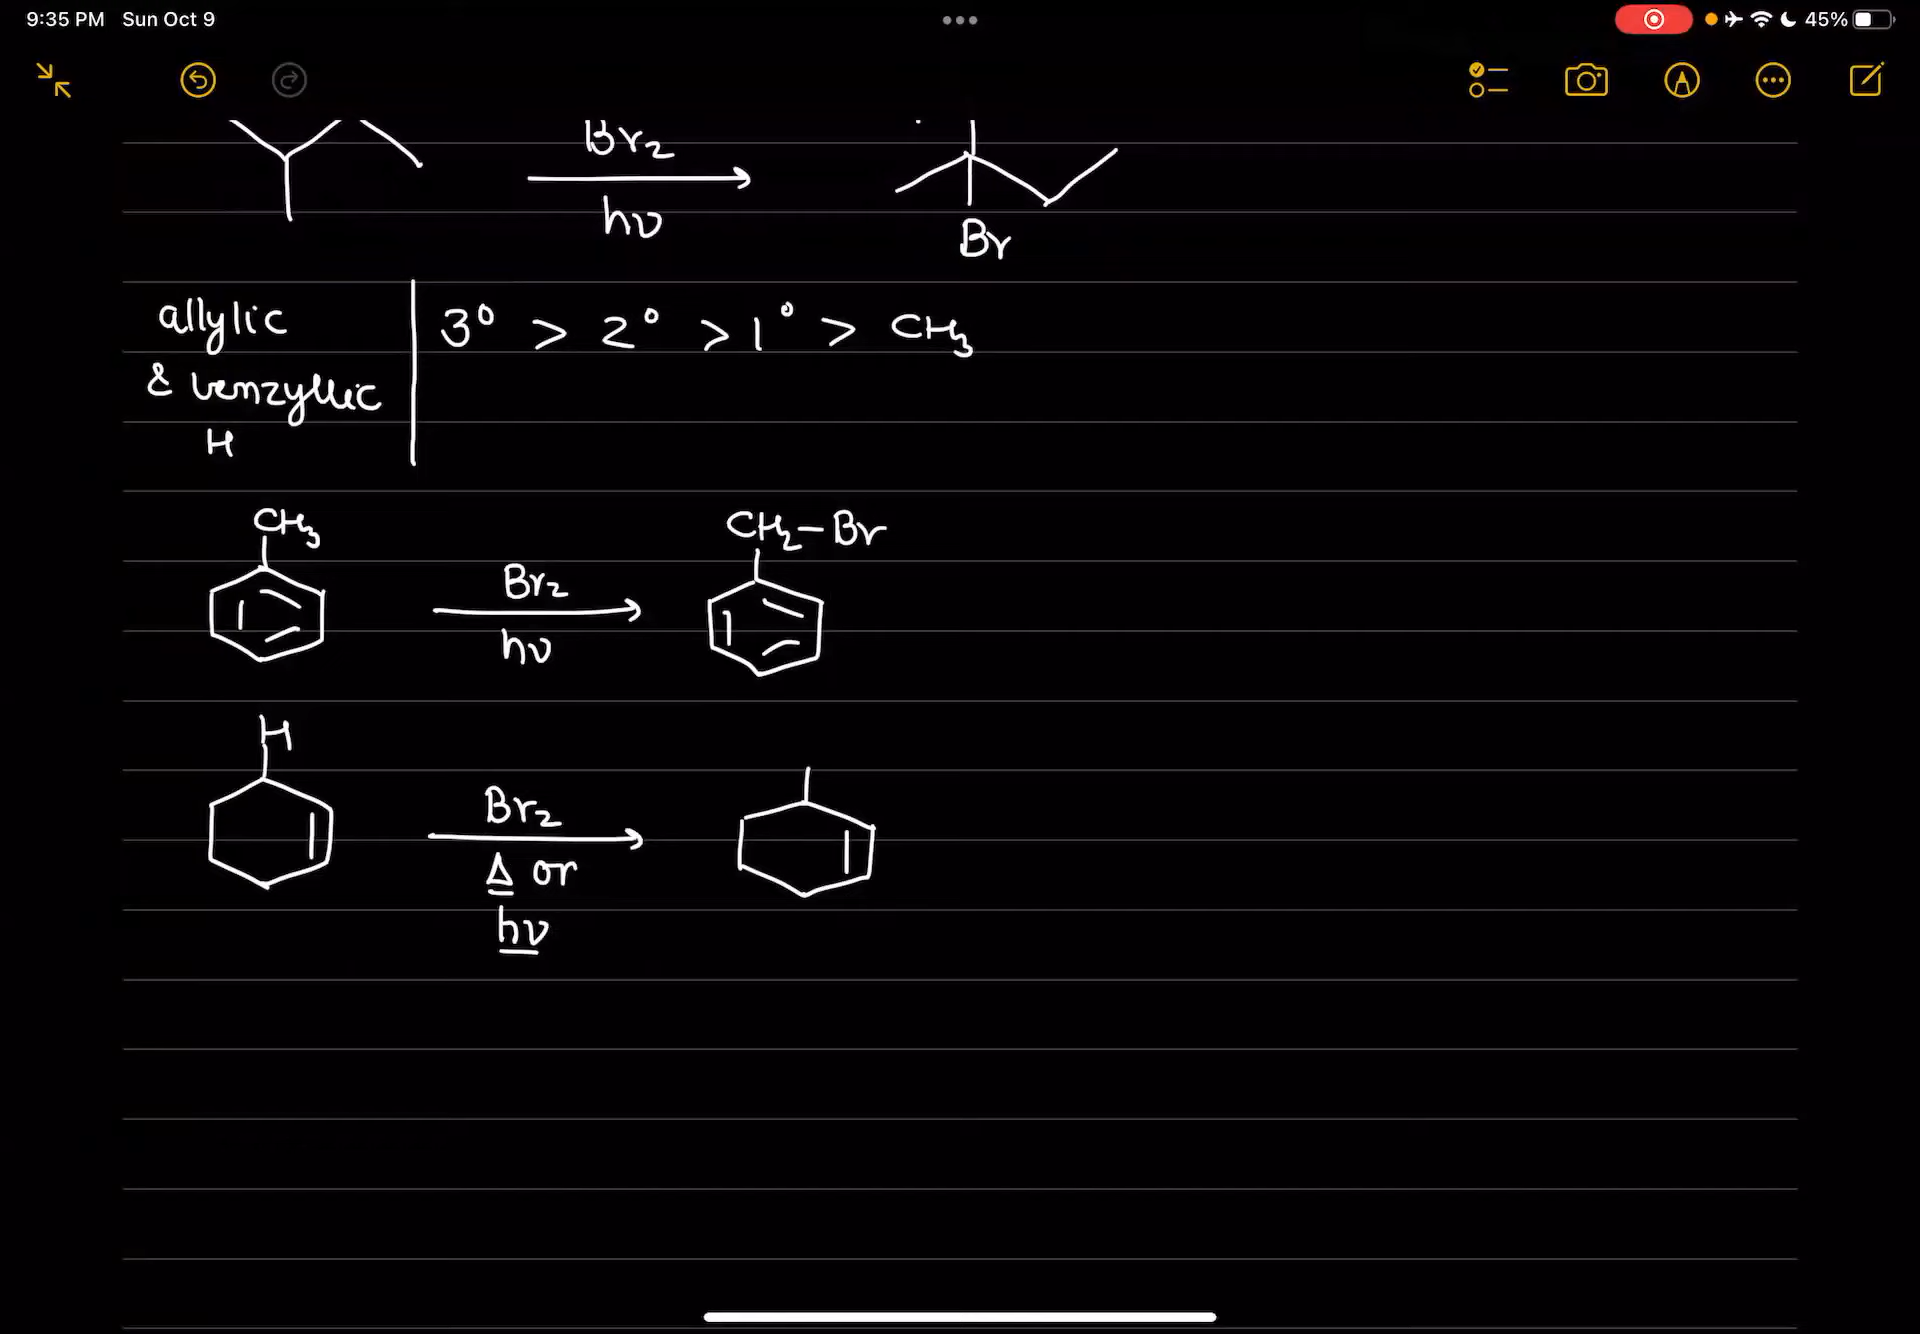 9:35 PM Sun Oct 9
45%
Br₂
hν
Br
allylic
& benzyllic
H
3° > 2° > 1° > CH₃
CH₃
CH₂-Br
Br₂
hν
H
Br₂
Δ or
hν